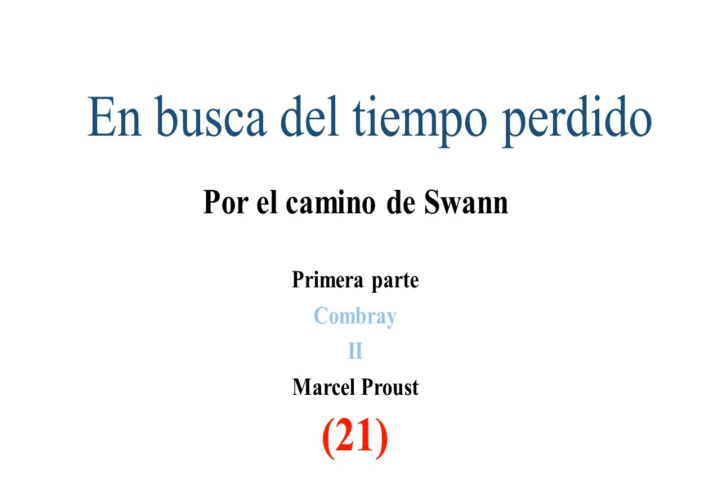 En busca del tiempo perdido
Por el camino de Swann
Primera parte
Combray
II
Marcel Proust
(21)